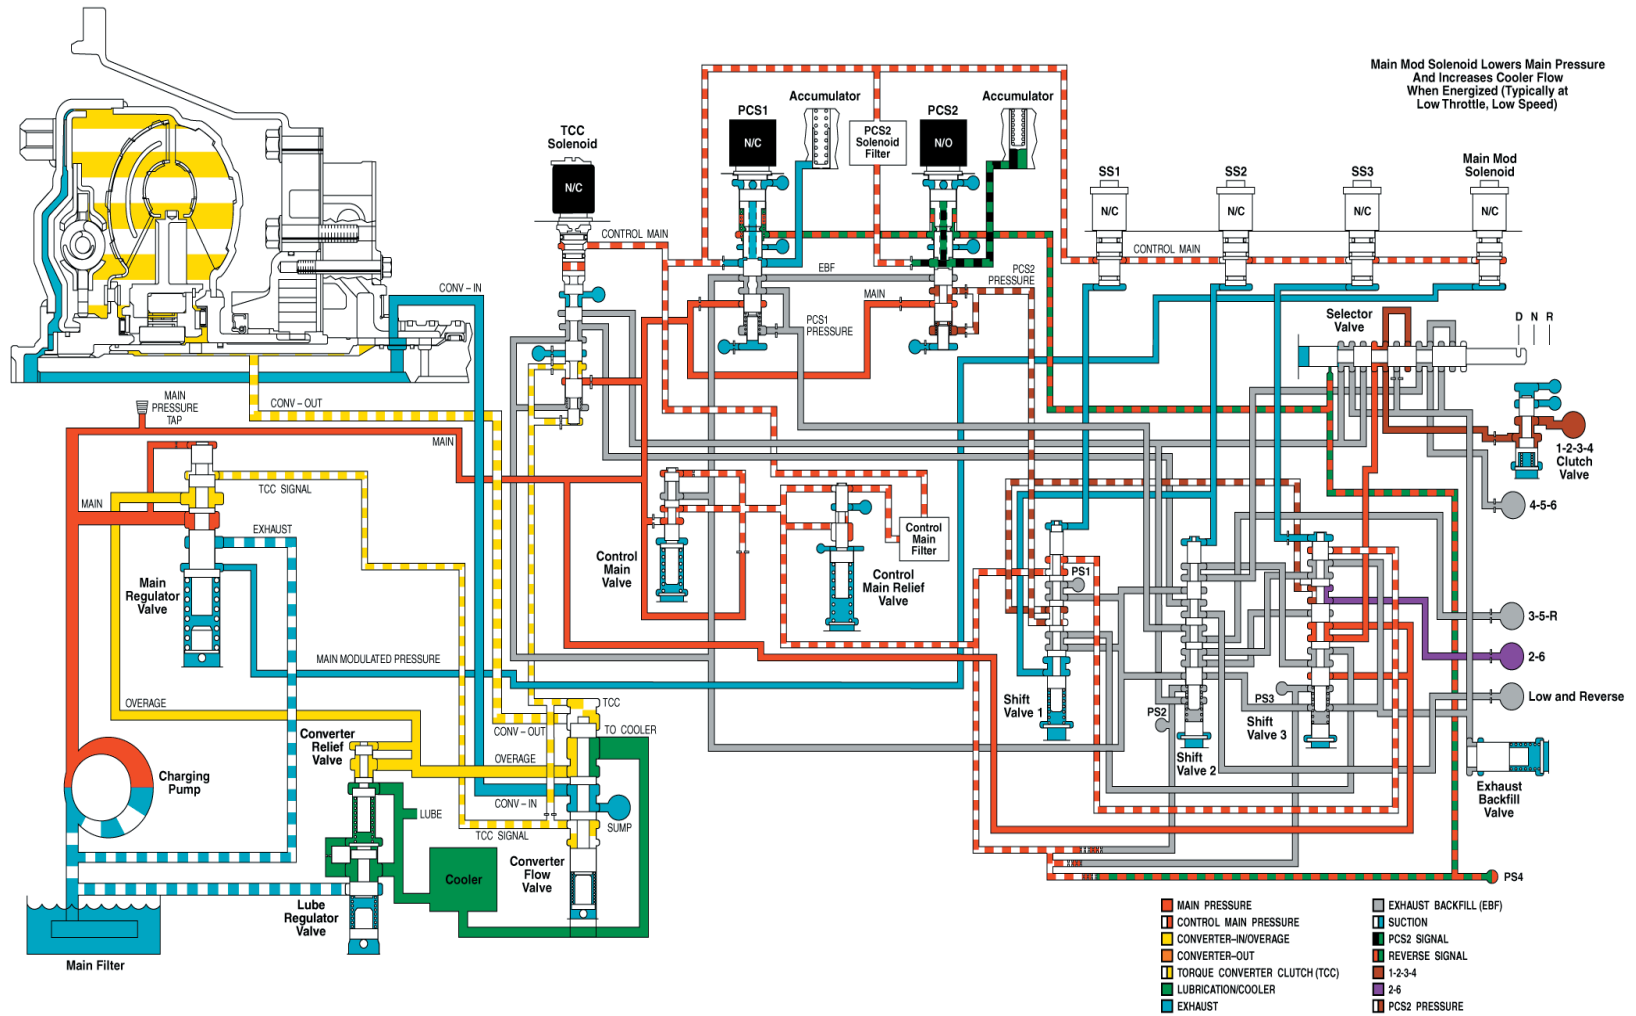 Main Mod Solenoid Lowers Main Pressure
And Increases Cooler Flow
When Energized (Typically at
Low Throttle, Low Speed)
Accumulator
Accumulator
PCS1
PCS2
N/C
N/O
PCS2
Solenoid
Filter
TCC
Solenoid
N/C
SS1
SS2
SS3
Main Mod
Solenoid
N/C
N/C
N/C
N/C
CONTROL MAIN
CONTROL MAIN
EBF
PCS2
PRESSURE
MAIN
PCS1
PRESSURE
CONV – IN
Selector
Valve
D N R
MAIN
PRESSURE
TAP
CONV – OUT
MAIN
1-2-3-4
Clutch
Valve
TCC SIGNAL
MAIN
EXHAUST
4-5-6
Control
Main
Filter
Control
Main
Valve
Control
Main Relief
Valve
Main
Regulator
Valve
PS1
3-5-R
2-6
MAIN MODULATED PRESSURE
Low and Reverse
Shift
Valve 1
PS2
PS3
Shift
Valve 3
OVERAGE
TCC
CONV – OUT
TO COOLER
Converter
Relief
Valve
OVERAGE
Shift
Valve 2
Charging
Pump
Exhaust
Backfill
Valve
CONV – IN
LUBE
SUMP
TCC SIGNAL
Converter
Flow
Valve
Cooler
PS4
Lube
Regulator
Valve
Main Filter
MAIN PRESSURE
CONTROL MAIN PRESSURE
CONVERTER–IN/OVERAGE
CONVERTER–OUT
TORQUE CONVERTER CLUTCH (TCC)
LUBRICATION/COOLER
EXHAUST
EXHAUST BACKFILL (EBF)
SUCTION
PCS2 SIGNAL
REVERSE SIGNAL
1-2-3-4
2-6
PCS2 PRESSURE